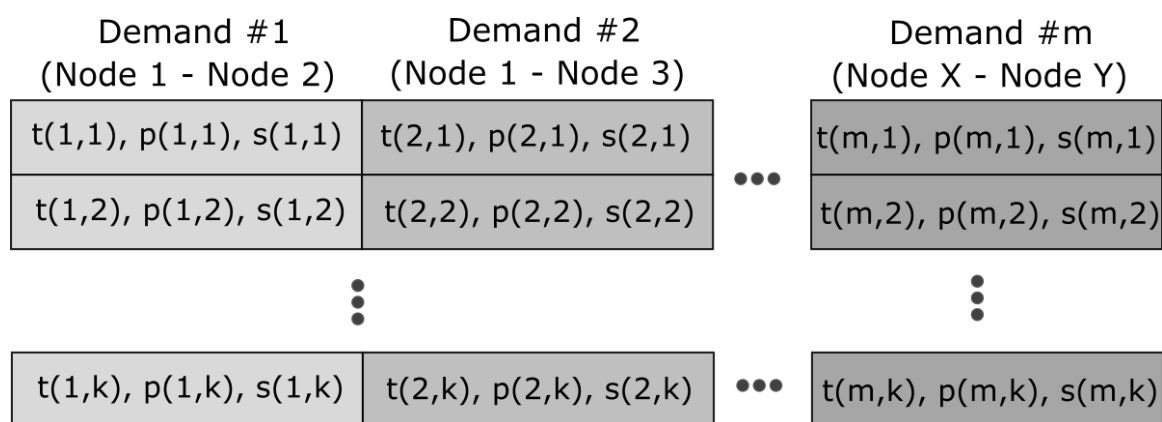 Demand #1
(Node 1 - Node 2)
Demand #2
(Node 1 - Node 3)
Demand #m
(Node X - Node Y)
t(1,1), p(1,1), s(1,1)
t(2,1), p(2,1), s(2,1)
t(m,1), p(m,1), s(m,1)
t(1,2), p(1,2), s(1,2)
t(2,2), p(2,2), s(2,2)
t(m,2), p(m,2), s(m,2)
t(1,k), p(1,k), s(1,k)
t(2,k), p(2,k), s(2,k)
t(m,k), p(m,k), s(m,k)